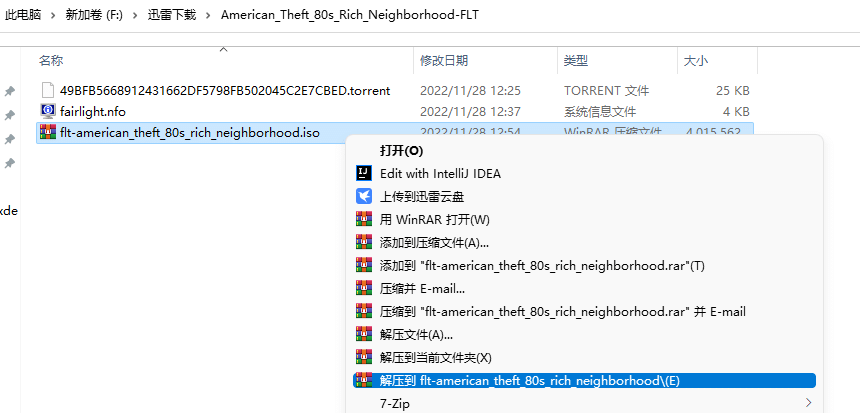 此电脑 > 新加卷 (F:) > 迅雷下载 > American_Theft_80s_Rich_Neighborhood-FLT
名称 修改日期 类型 大小
49BFB5668912431662DF5798FB502045C2E7CBED.torrent 2022/11/28 12:25 TORRENT 文件 25 KB
fairlight.nfo 2022/11/28 12:37 系统信息文件 4 KB
flt-american_theft_80s_rich_neighborhood.iso 2022/11/28 12:54 WinRAR 压缩文件 4,015,562
打开(O)
Edit with IntelliJ IDEA
xde
上传到迅雷云盘
用 WinRAR 打开(W)
添加到压缩文件(A)...
添加到 "flt-american_theft_80s_rich_neighborhood.rar"(T)
压缩并 E-mail...
压缩到 "flt-american_theft_80s_rich_neighborhood.rar" 并 E-mail
解压文件(A)...
解压到当前文件夹(X)
解压到 flt-american_theft_80s_rich_neighborhood\(E)
7-Zip